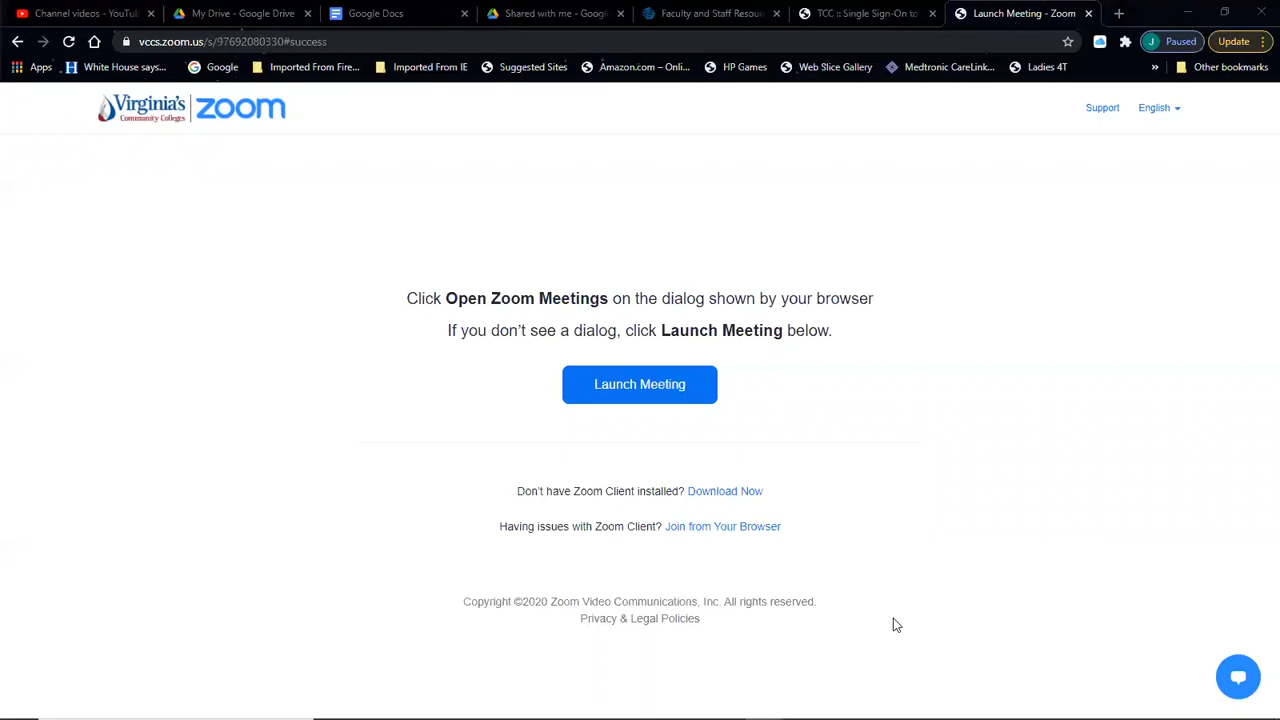 Channel videos - YouTu
My Drive - Google Drive
Google Docs
Shared with me - Googl
Faculty and Staff Resou
TCC :: Single Sign-On to
Launch Meeting - Zoom
vccs.zoom.us/s/97692080330#success
J Paused
Update
Apps
White House says...
Google
Imported From Fire...
Imported From IE
Suggested Sites
Amazon.com – Onli...
HP Games
Web Slice Gallery
Medtronic CareLink...
Ladies 4T
»
Other bookmarks
Virginia's
Community Colleges
zoom
Support
English
Click Open Zoom Meetings on the dialog shown by your browser
If you don't see a dialog, click Launch Meeting below.
Launch Meeting
Don't have Zoom Client installed? Download Now
Having issues with Zoom Client? Join from Your Browser
Copyright ©2020 Zoom Video Communications, Inc. All rights reserved.
Privacy & Legal Policies